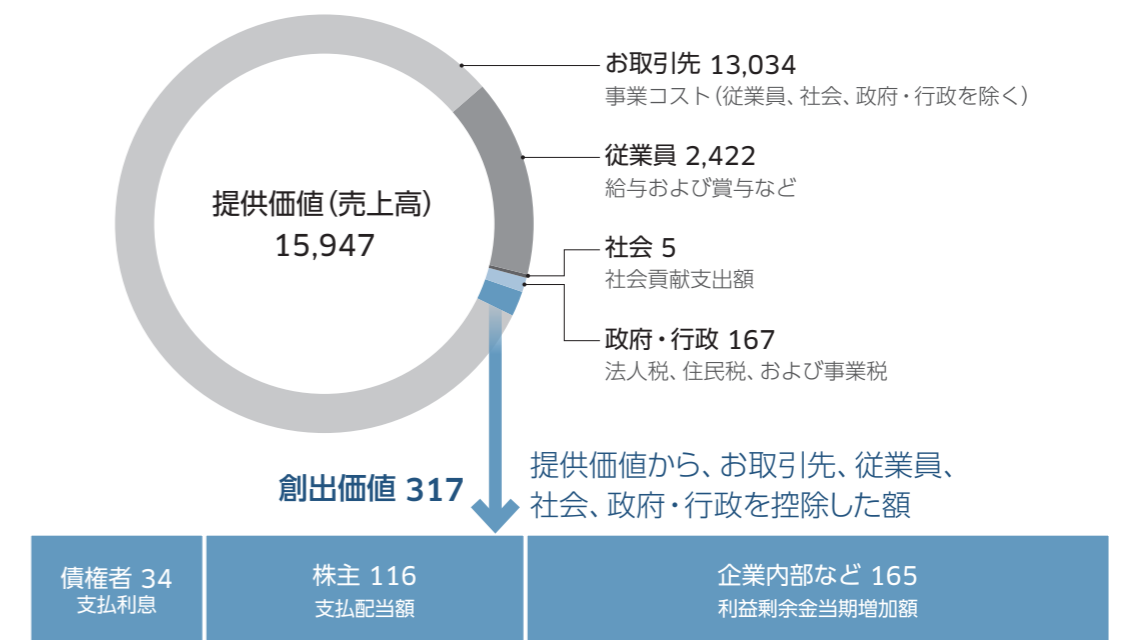 お取引先 13,034
事業コスト(従業員、社会、政府・行政を除く)
従業員 2,422
給与および賞与など
提供価値(売上高)
15,947
社会 5
社会貢献支出額
政府・行政 167
法人税、住民税、および事業税
創出価値 317
提供価値から、お取引先、従業員、
社会、政府・行政を控除した額
債権者 34
支払利息
株主 116
支払配当額
企業内部など 165
利益剰余金当期増加額